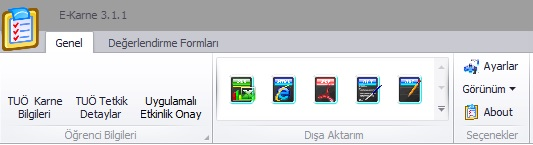 E-Karne 3.1.1
Genel Değerlendirme Formları
TUÖ Karne Bilgileri
TUÖ Tetkik Detaylar
Uygulamalı Etkinlik Onay
Öğrenci Bilgileri
Dışa Aktarım
Ayarlar
Görünüm
About
Seçenekler